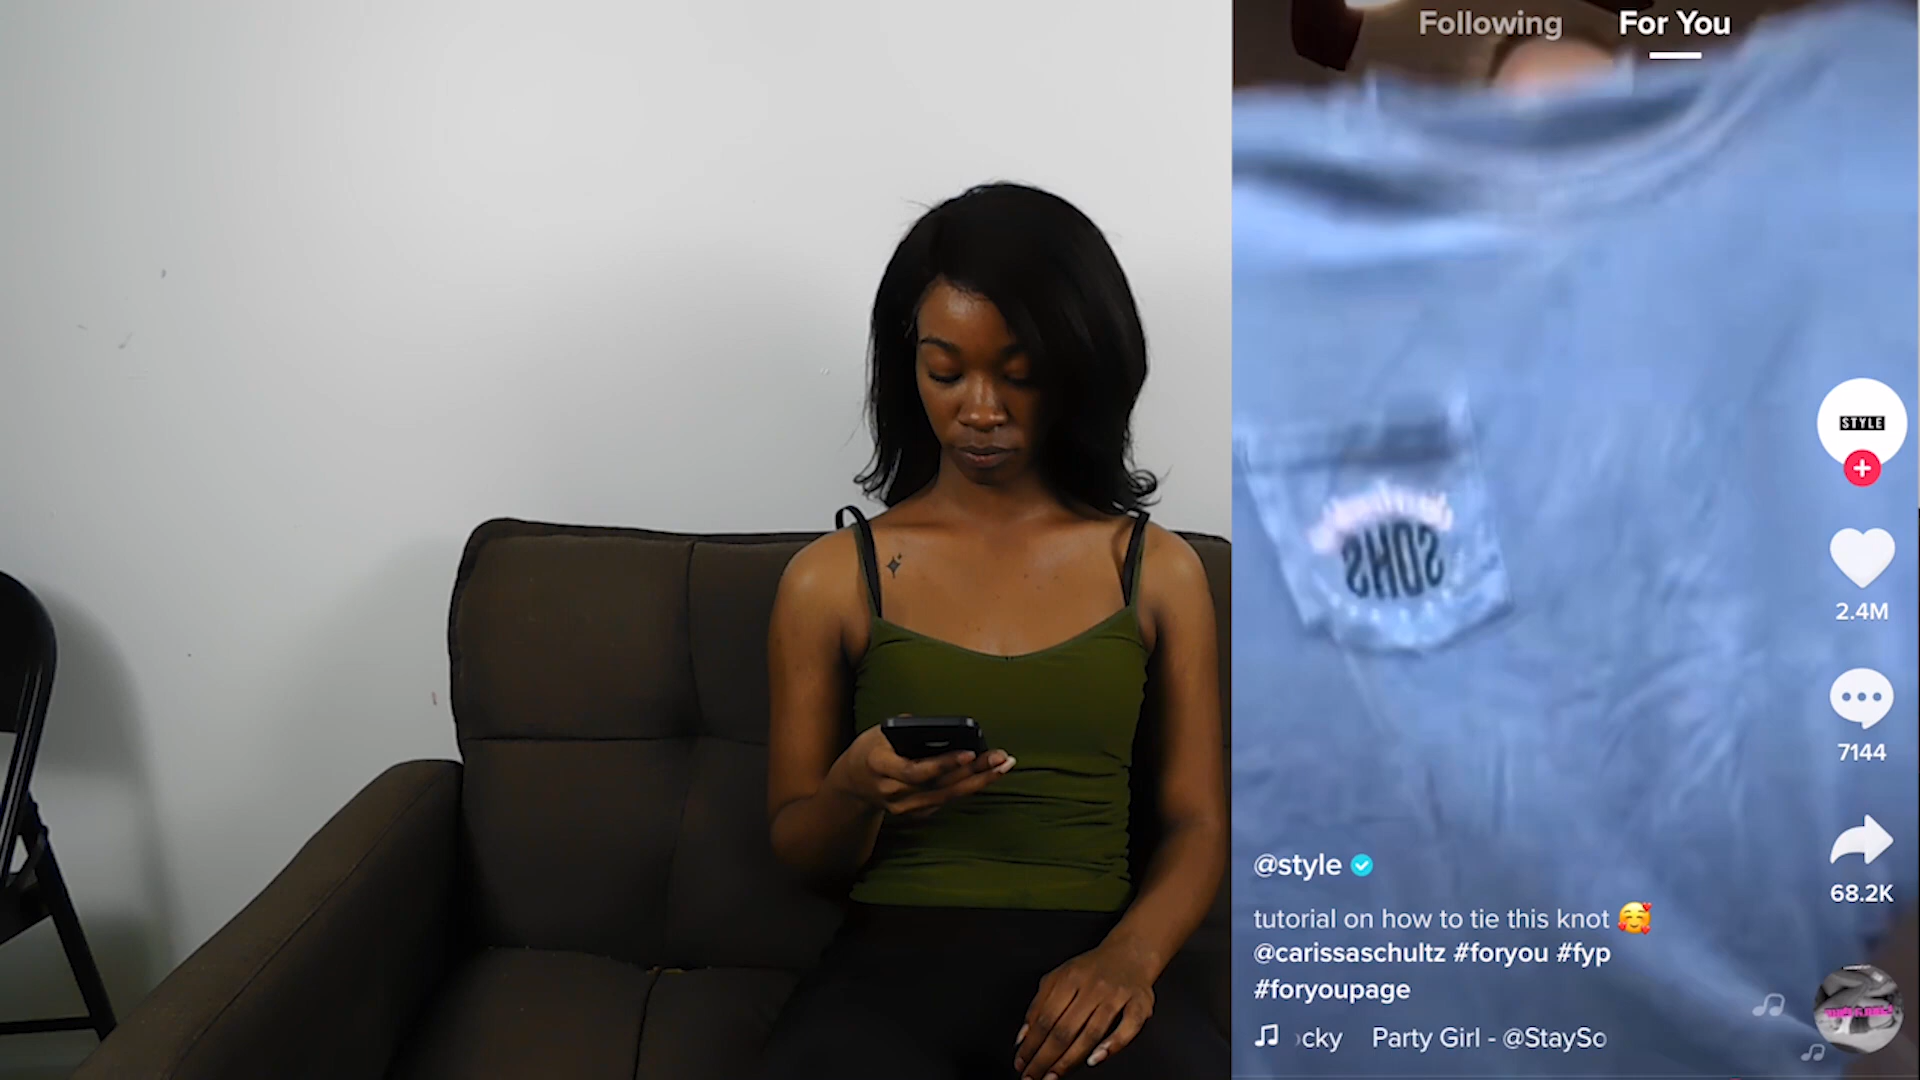 Following For You
STYLE
SOHS
2.4M
7144
68.2K
@style
tutorial on how to tie this knot 🥰
@carissaschultz #foryou #fyp
#foryoupage
cky Party Girl - @StaySo